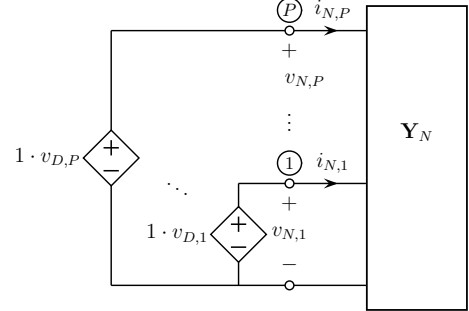 P i_{N,P}
+
v_{N,P}
⋮
Y_N
1 · v_{D,P} + −
⋱
1 i_{N,1}
+
1 · v_{D,1} + − v_{N,1}
−